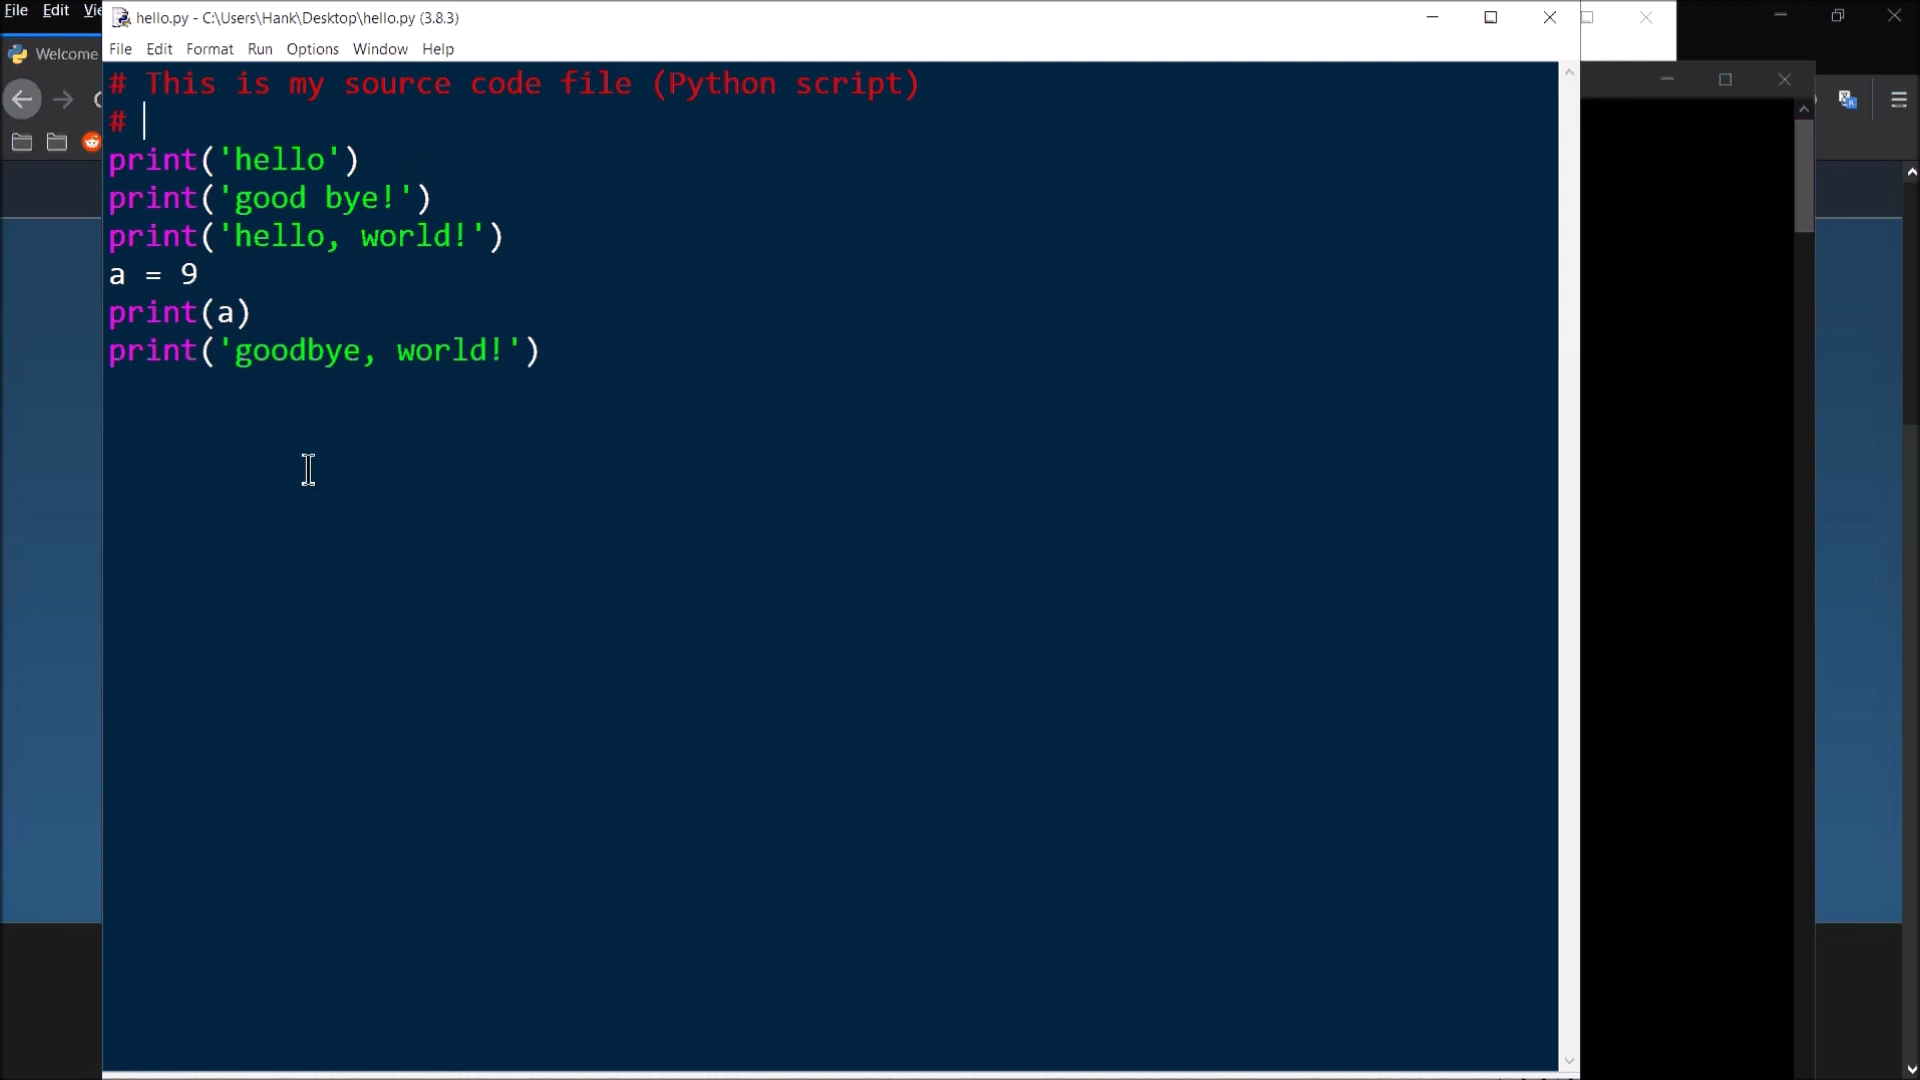 File Edit
hello.py - C:\Users\Hank\Desktop\hello.py (3.8.3)
Welcome
File Edit Format Run Options Window Help
# This is my source code file (Python script)
#
print('hello')
print('good bye!')
print('hello, world!')
a = 9
print(a)
print('goodbye, world!')